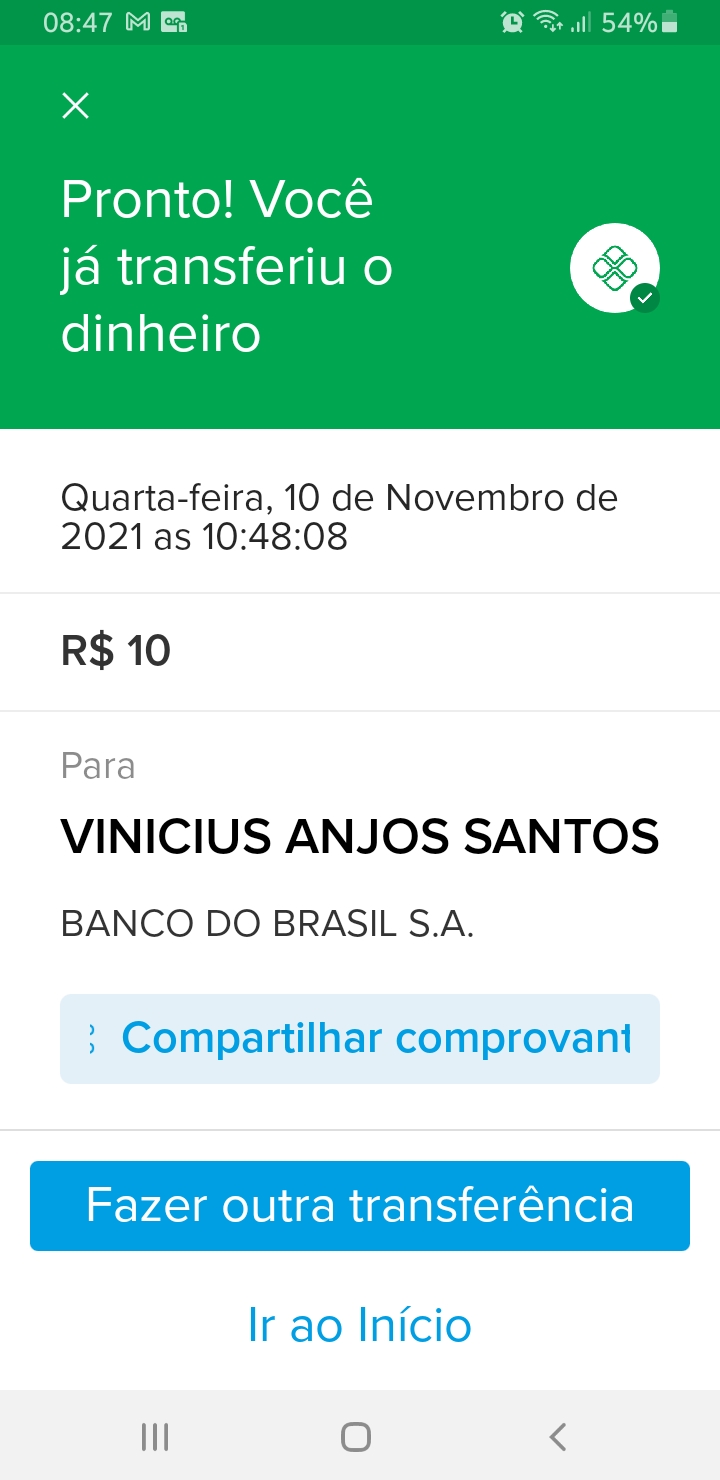 08:47 54%
Pronto! Você
já transferiu o
dinheiro
Quarta-feira, 10 de Novembro de
2021 as 10:48:08
R$ 10
Para
VINICIUS ANJOS SANTOS
BANCO DO BRASIL S.A.
Compartilhar comprovant
Fazer outra transferência
Ir ao Início